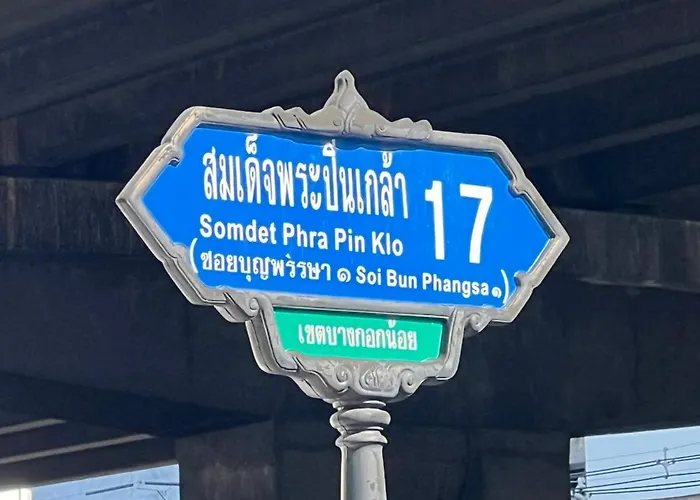 สมเด็จพระปิ่นเกล้า 17
Somdet Phra Pin Klo
(ซอยบุญพรรษา ๑ Soi Bun Phangsa ๑)
เขตบางกอกน้อย